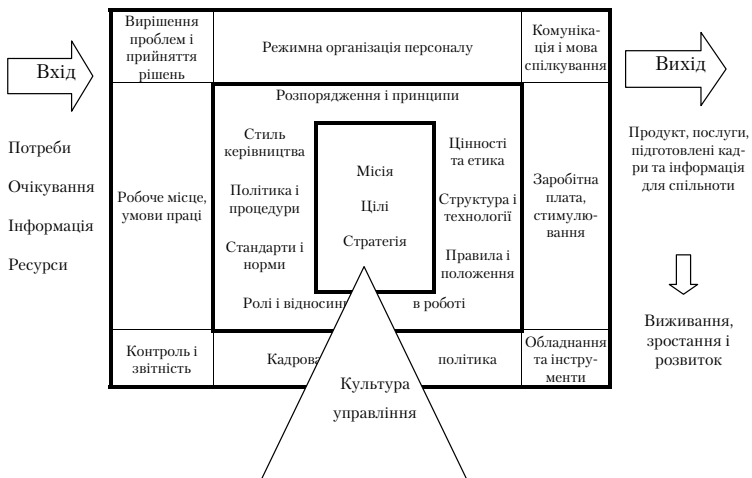 Вхід
Потреби
Очікування
Інформація
Ресурси
Вирішення
проблем і
прийняття
рішень
Режимна організація персоналу
Комуніка-
ція і мова
спілкування
Робоче місце,
умови праці
Розпорядження і принципи
Стиль
керівництва
Політика і
процедури
Стандарти і
норми
Місія
Цілі
Стратегія
Цінності
та етика
Структура і
технології
Правила і
положення
Ролі і відносини в роботі
Заробітна
плата,
стимулю-
вання
Контроль і
звітність
Кадрова політика
Обладнання
та інстру-
менти
Культура
управління
Вихід
Продукт, послуги,
підготовлені кад-
ри та інформація
для спільноти
Виживання,
зростання і
розвиток